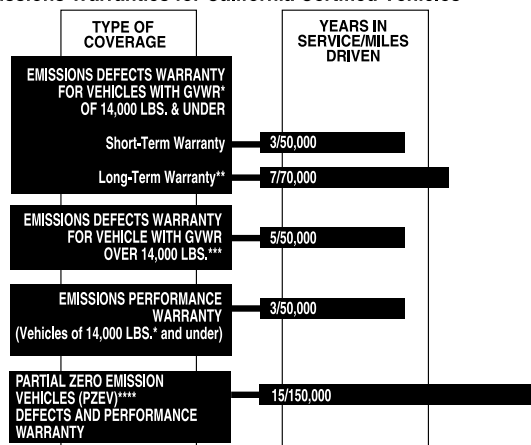 issions Warranties for California Certified Vehicles
TYPE OF
COVERAGE
YEARS IN
SERVICE/MILES
DRIVEN
EMISSIONS DEFECTS WARRANTY
FOR VEHICLES WITH GVWR*
OF 14,000 LBS. & UNDER
Short-Term Warranty
3/50,000
Long-Term Warranty**
7/70,000
EMISSIONS DEFECTS WARRANTY
FOR VEHICLE WITH GVWR
OVER 14,000 LBS.***
5/50,000
EMISSIONS PERFORMANCE
WARRANTY
(Vehicles of 14,000 LBS.* and under)
3/50,000
PARTIAL ZERO EMISSION
VEHICLES (PZEV)****
DEFECTS AND PERFORMANCE
WARRANTY
15/150,000